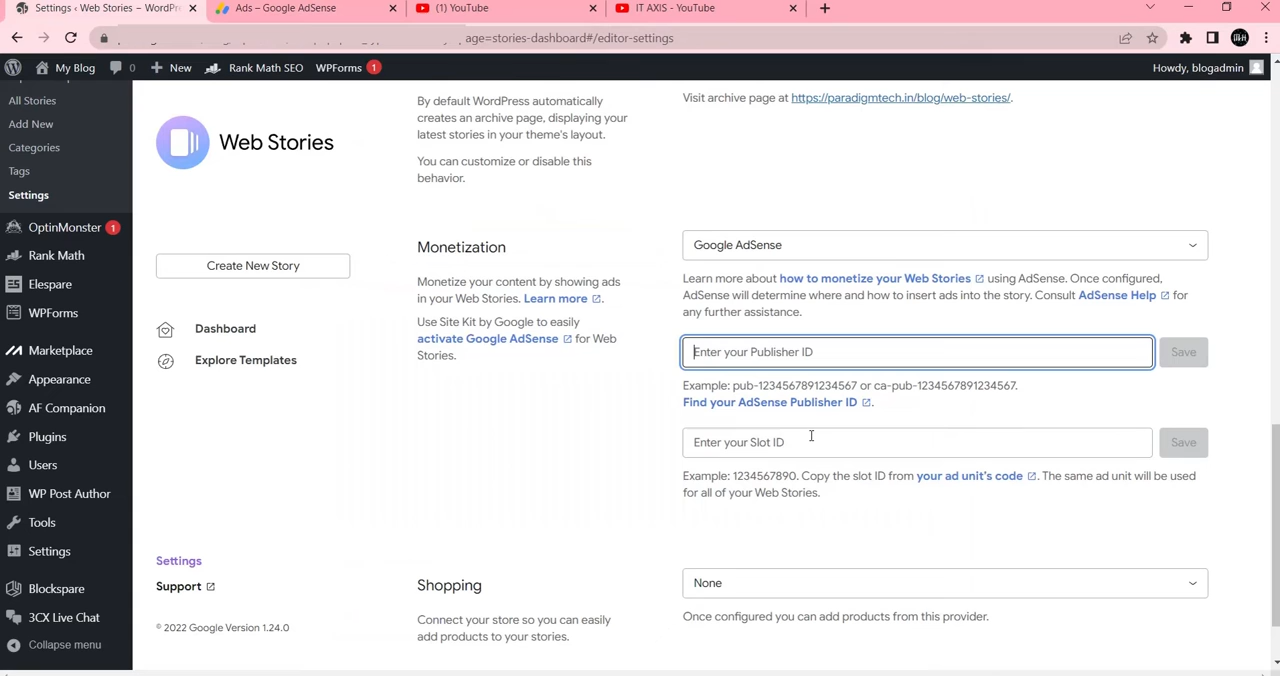 Settings ‹ Web Stories – WordPr
Ads – Google AdSense
(1) YouTube
IT AXIS - YouTube
age=stories-dashboard#/editor-settings
My Blog
0
New
Rank Math SEO
WPForms 1
Howdy, blogadmin
All Stories
Add New
Categories
Tags
Settings
OptinMonster 1
Rank Math
Elespare
WPForms
Marketplace
Appearance
AF Companion
Plugins
Users
WP Post Author
Tools
Settings
Blockspare
3CX Live Chat
Collapse menu
Web Stories
Create New Story
Dashboard
Explore Templates
Settings
Support
© 2022 Google Version 1.24.0
By default WordPress automatically
creates an archive page, displaying your
latest stories in your theme's layout.
You can customize or disable this
behavior.
Visit archive page at https://paradigmtech.in/blog/web-stories/.
Monetization
Monetize your content by showing ads
in your Web Stories. Learn more.
Use Site Kit by Google to easily
activate Google AdSense for Web
Stories.
Google AdSense
Learn more about how to monetize your Web Stories using AdSense. Once configured,
AdSense will determine where and how to insert ads into the story. Consult AdSense Help for
any further assistance.
Enter your Publisher ID
Save
Example: pub-1234567891234567 or ca-pub-1234567891234567.
Find your AdSense Publisher ID.
Enter your Slot ID
Save
Example: 1234567890. Copy the slot ID from your ad unit's code. The same ad unit will be used
for all of your Web Stories.
Shopping
Connect your store so you can easily
add products to your stories.
None
Once configured you can add products from this provider.